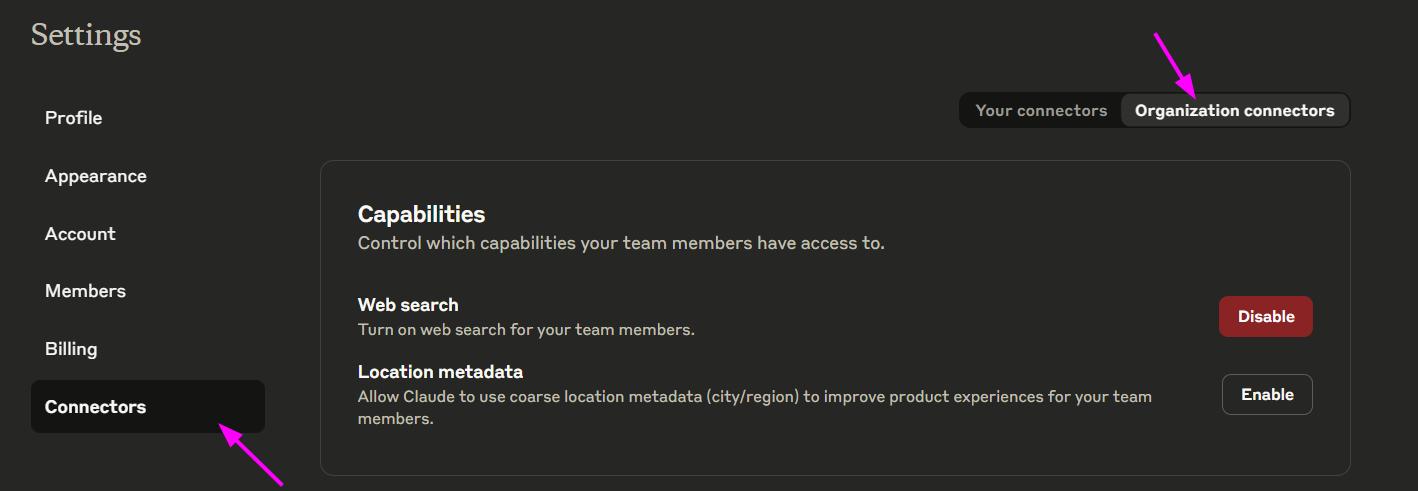 Settings
Profile
Appearance
Account
Members
Billing
Connectors
Your connectors
Organization connectors
Capabilities
Control which capabilities your team members have access to.
Web search
Turn on web search for your team members.
Disable
Location metadata
Allow Claude to use coarse location metadata (city/region) to improve product experiences for your team
members.
Enable